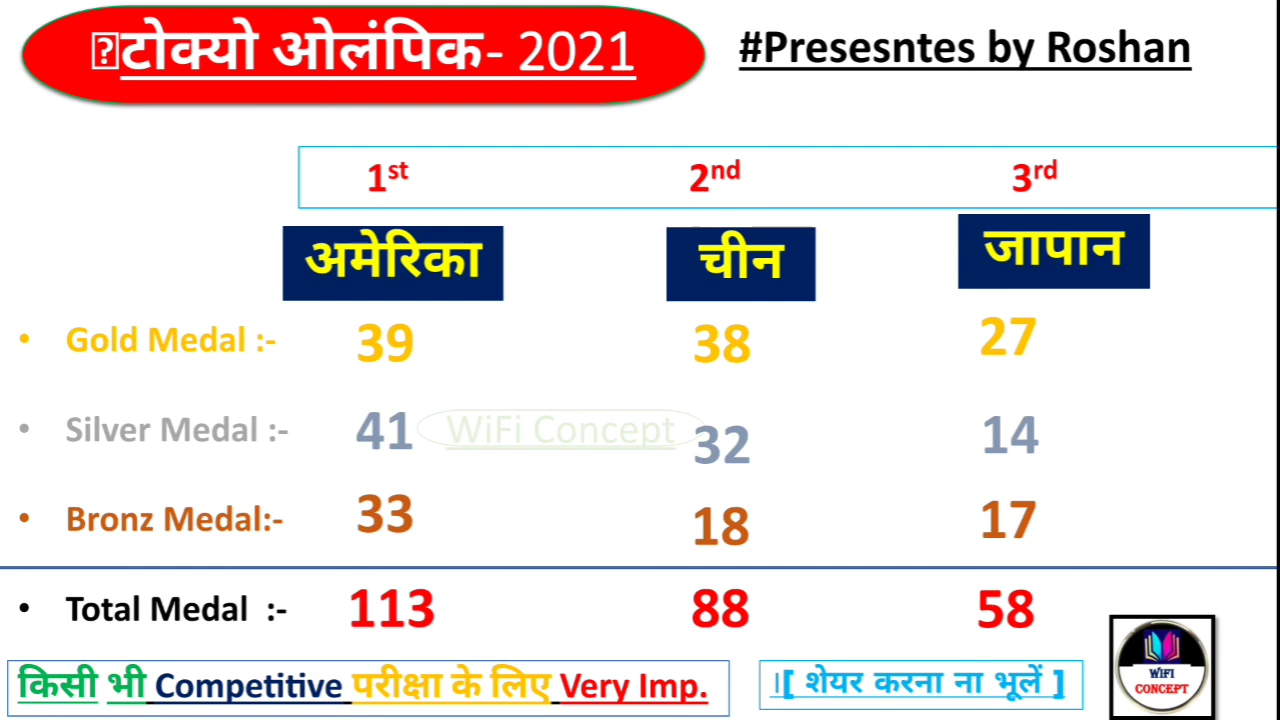 टोक्यो ओलंपिक- 2021
#Presesntes by Roshan
1st 2nd 3rd
अमेरिका चीन जापान
• Gold Medal :- 39 38 27
• Silver Medal :- 41 32 14
WiFi Concept
• Bronz Medal:- 33 18 17
• Total Medal :- 113 88 58
किसी भी Competitive परीक्षा के लिए Very Imp.
।[ शेयर करना ना भूलें ]
WiFi
CONCEPT